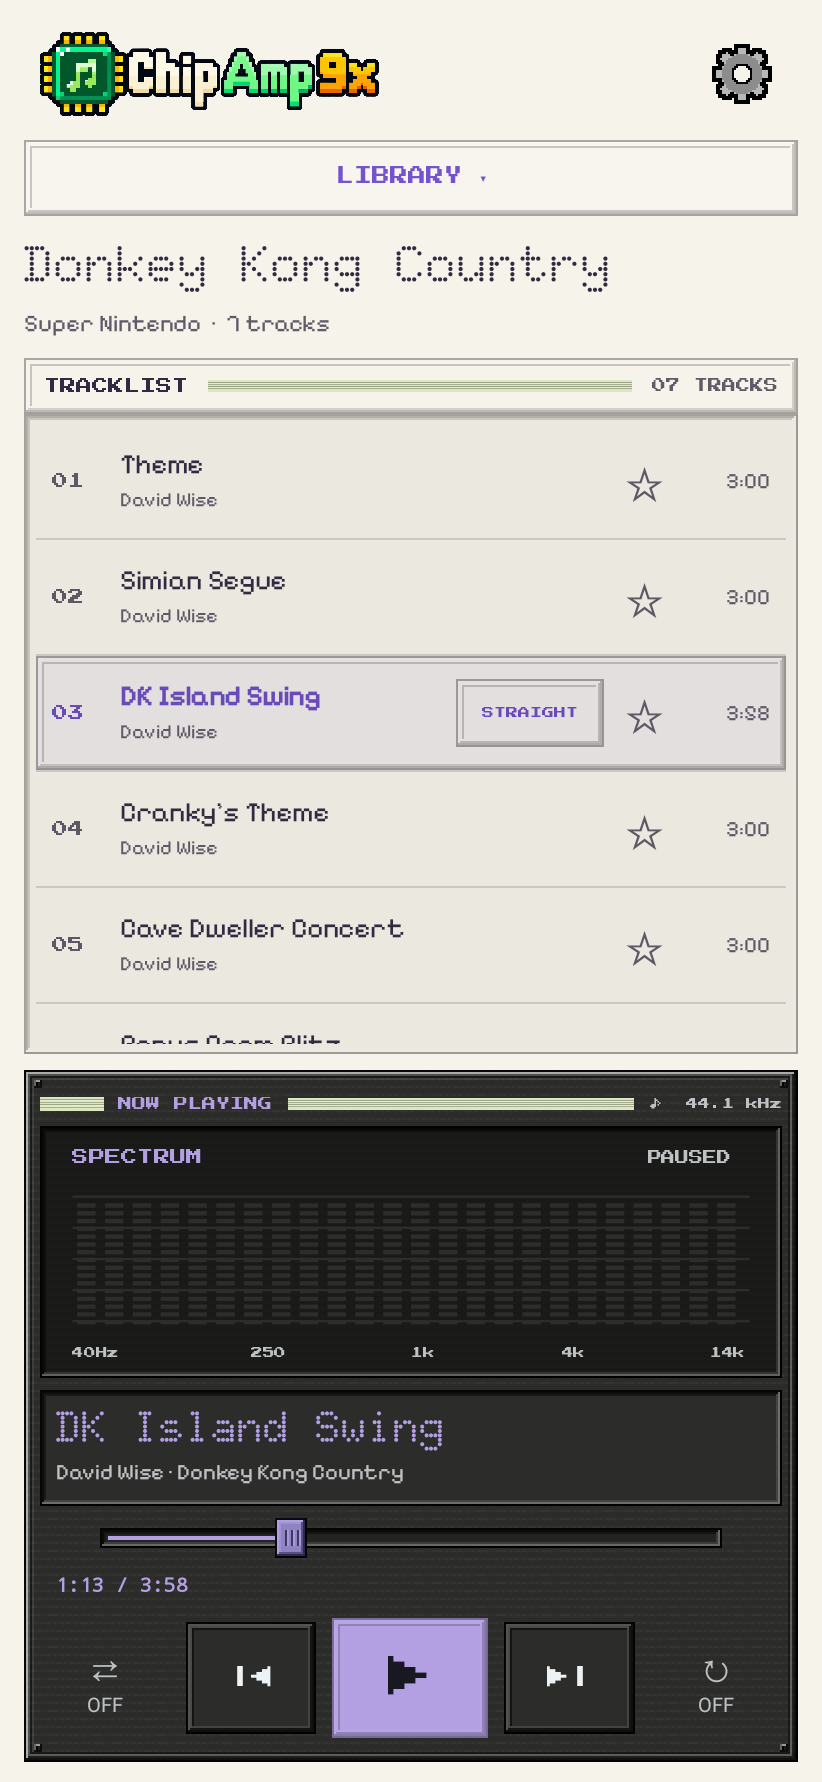 ChipAmp9x
LIBRARY ▾
Donkey Kong Country
Super Nintendo · 7 tracks
TRACKLIST 07 TRACKS
01 Theme 3:00
David Wise
02 Simian Segue 3:00
David Wise
03 DK Island Swing STRAIGHT 3:58
David Wise
04 Cranky's Theme 3:00
David Wise
05 Cave Dweller Concert 3:00
David Wise
NOW PLAYING ♪ 44.1 kHz
SPECTRUM PAUSED
40Hz 250 1k 4k 14k
DK Island Swing
David Wise · Donkey Kong Country
1:13 / 3:58
OFF OFF